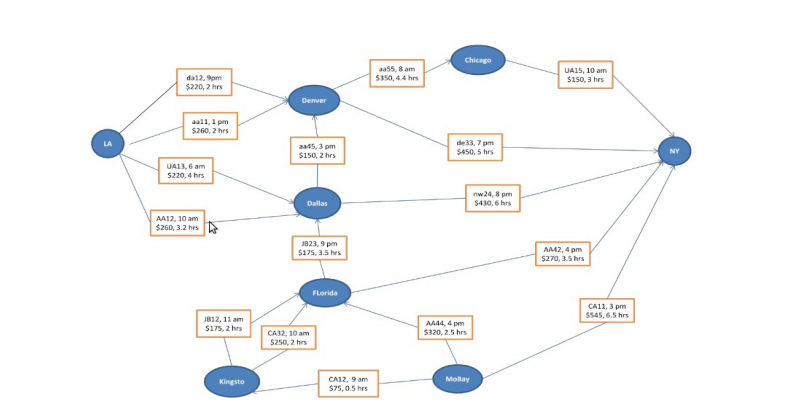 Chicago
aa55, 8 am
$350, 4.4 hrs
UA15, 10 am
$150, 3 hrs
da12, 9pm
$220, 2 hrs
Denver
aa11, 1 pm
$260, 2 hrs
LA
aa45, 3 pm
$150, 2 hrs
de33, 7 pm
$450, 5 hrs
NY
UA13, 6 am
$220, 4 hrs
Dallas
nw24, 8 pm
$430, 6 hrs
AA12, 10 am
$260, 3.2 hrs
JB23, 9 pm
$175, 3.5 hrs
AA42, 4 pm
$270, 3.5 hrs
FLorida
CA11, 3 pm
$545, 6.5 hrs
JB12, 11 am
$175, 2 hrs
CA32, 10 am
$250, 2 hrs
AA44, 4 pm
$320, 2.5 hrs
Kingsto
CA12,  9 am
$75, 0.5 hrs
MoBay